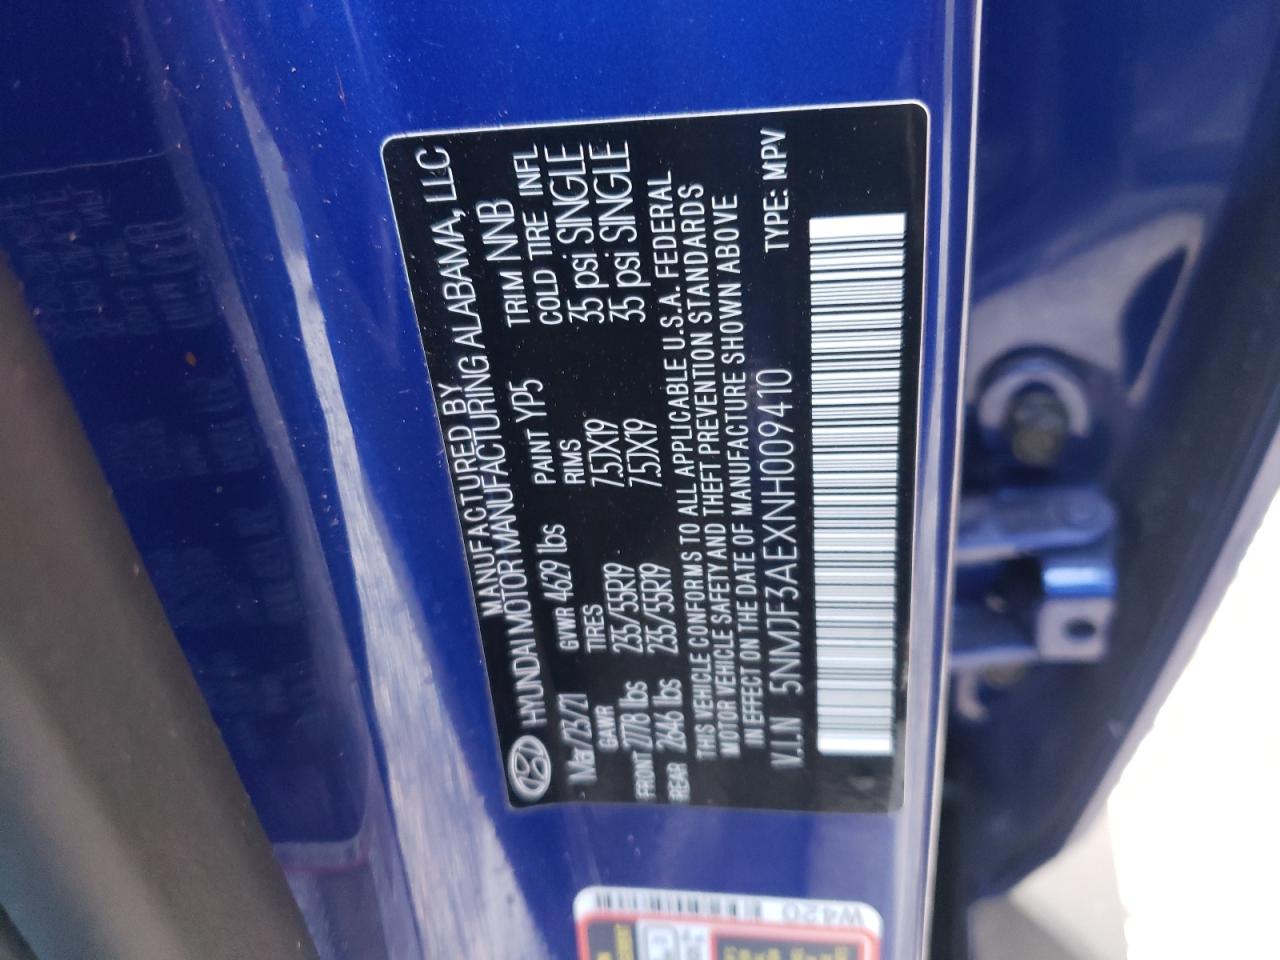 MANUFACTURED BY
HYUNDAI MOTOR MANUFACTURING ALABAMA, LLC
Mar/23/21 GVWR 4629 lbs PAINT YP5 TRIM NNB
GAWR TIRES RIMS COLD TIRE INFL
FRONT 2778 lbs 235/55R19 7.5JX19 35 psi SINGLE
REAR 2646 lbs 235/55R19 7.5JX19 35 psi SINGLE
THIS VEHICLE CONFORMS TO ALL APPLICABLE U.S.A. FEDERAL
MOTOR VEHICLE SAFETY AND THEFT PREVENTION STANDARDS
IN EFFECT ON THE DATE OF MANUFACTURE SHOWN ABOVE
V.I.N 5NMJF3AEXNH009410 TYPE: MPV
W420